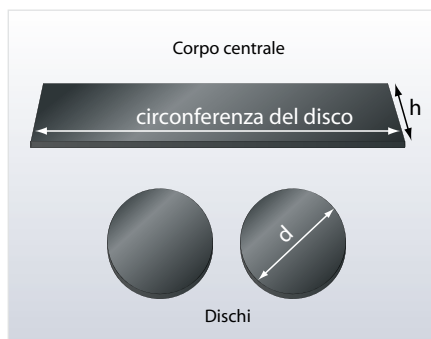 Corpo centrale
h
circonferenza del disco
d
Dischi